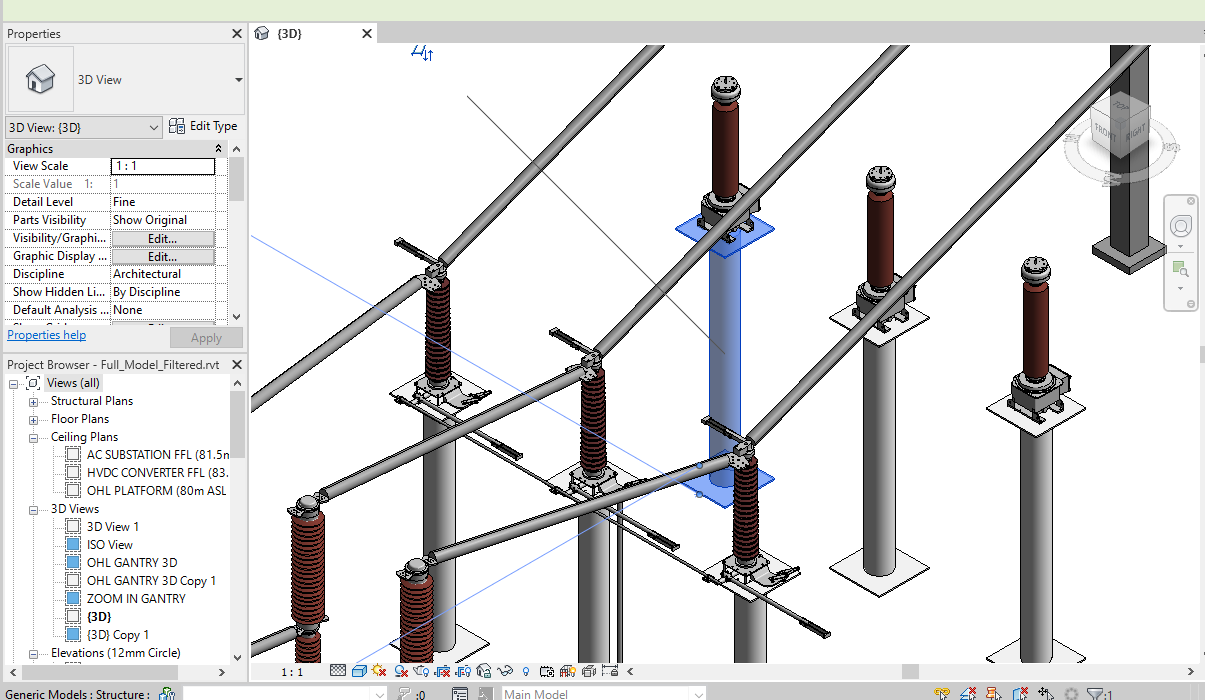 Properties
{3D}
3D View
3D View: {3D}
Edit Type
Graphics
View Scale 1 : 1
Scale Value 1: 1
Detail Level Fine
Parts Visibility Show Original
Visibility/Graphi... Edit...
Graphic Display ... Edit...
Discipline Architectural
Show Hidden Li... By Discipline
Default Analysis ... None
Properties help
Apply
Project Browser - Full_Model_Filtered.rvt
Views (all)
Structural Plans
Floor Plans
Ceiling Plans
AC SUBSTATION FFL (81.5m
HVDC CONVERTER FFL (83.
OHL PLATFORM (80m ASL
3D Views
3D View 1
ISO View
OHL GANTRY 3D
OHL GANTRY 3D Copy 1
ZOOM IN GANTRY
{3D}
{3D} Copy 1
Elevations (12mm Circle)
TOP
FRONT
RIGHT
1 : 1
Generic Models : Structure :
:0
Main Model
:1